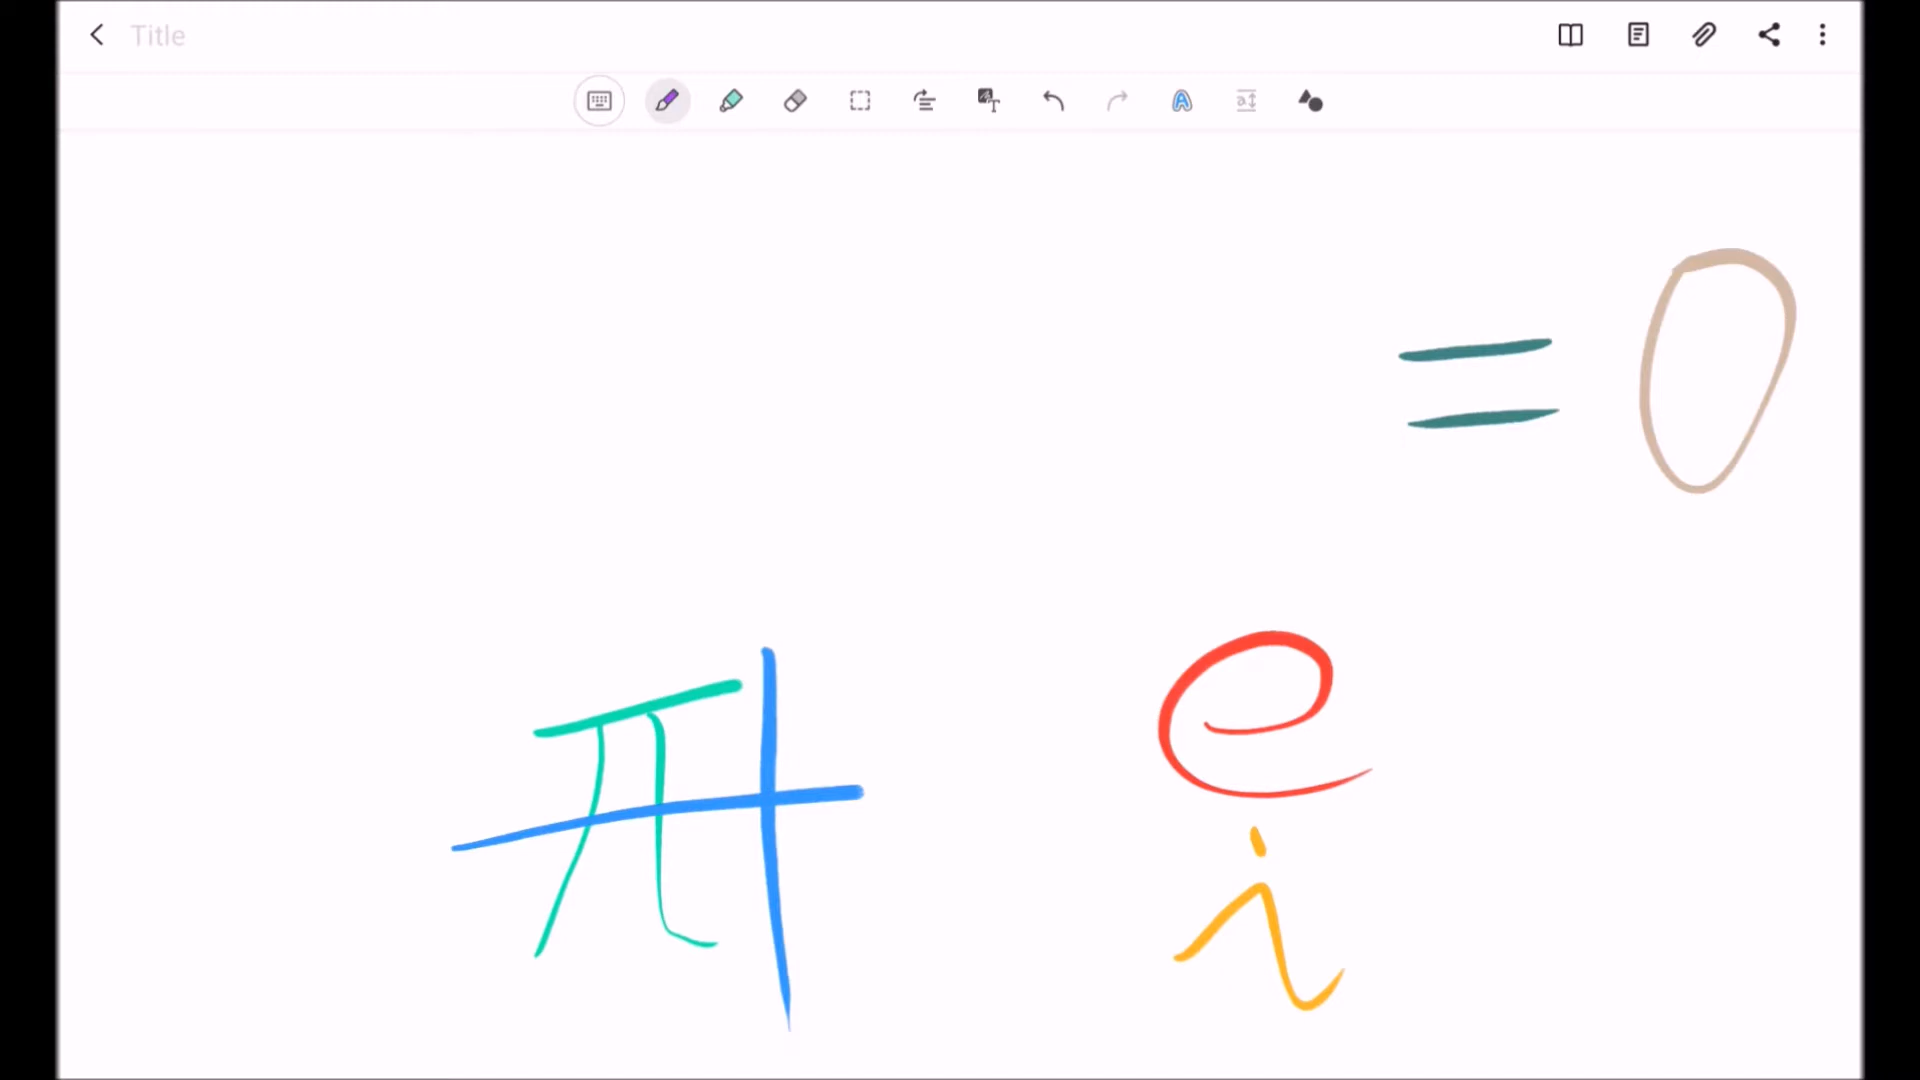 Title
= 0
π + e
i